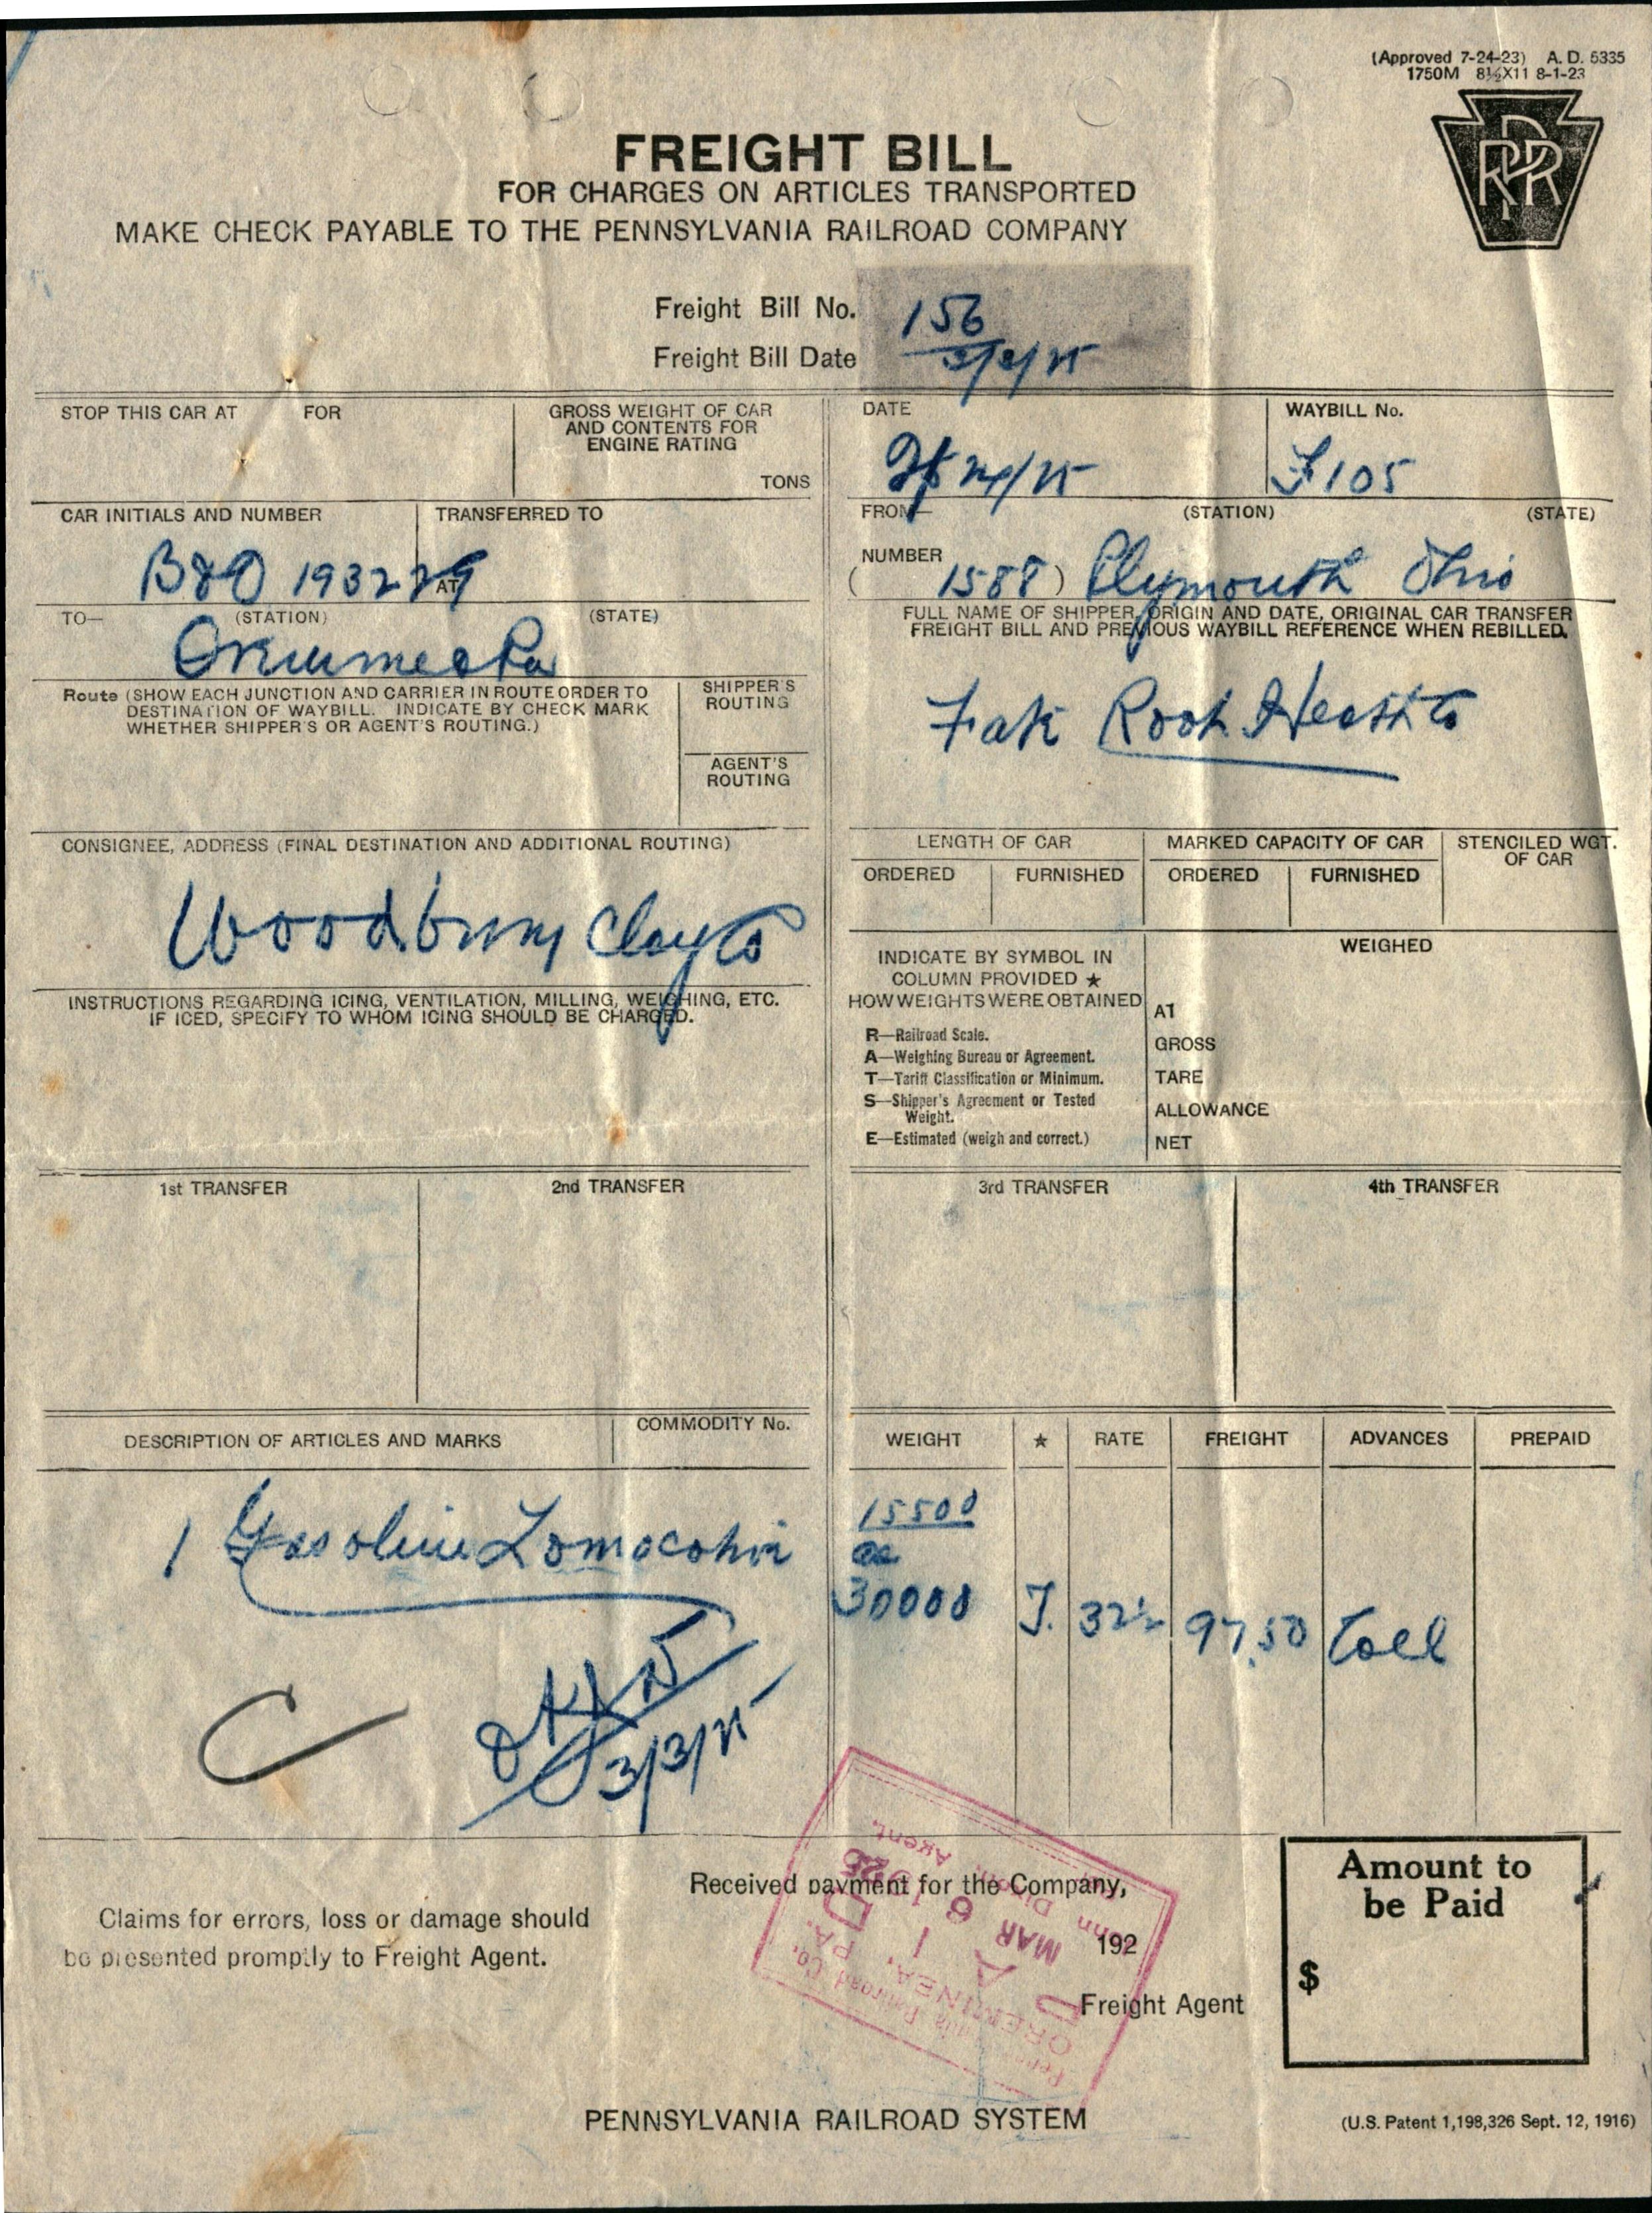 (Approved 7-24-23) A. D. 5335
1750M 8½X11 8-1-23
PRR
FREIGHT BILL
FOR CHARGES ON ARTICLES TRANSPORTED
MAKE CHECK PAYABLE TO THE PENNSYLVANIA RAILROAD COMPANY
Freight Bill No. 156
Freight Bill Date 3/3/25
STOP THIS CAR AT FOR
GROSS WEIGHT OF CAR
AND CONTENTS FOR
ENGINE RATING
TONS
DATE
24/25
WAYBILL No.
F105
CAR INITIALS AND NUMBER
B&O 193229
TRANSFERRED TO
AT
FROM—
(STATION)
(STATE)
NUMBER
( 1588 ) Plymouth Ohio
TO—
(STATION)
(STATE)
Pa
FULL NAME OF SHIPPER, ORIGIN AND DATE, ORIGINAL CAR TRANSFER
FREIGHT BILL AND PREVIOUS WAYBILL REFERENCE WHEN REBILLED.
Fate Root Heath Co
Route (SHOW EACH JUNCTION AND CARRIER IN ROUTE ORDER TO
DESTINATION OF WAYBILL. INDICATE BY CHECK MARK
WHETHER SHIPPER'S OR AGENT'S ROUTING.)
SHIPPER'S
ROUTING
AGENT'S
ROUTING
CONSIGNEE, ADDRESS (FINAL DESTINATION AND ADDITIONAL ROUTING)
Woodbury Clay Co
LENGTH OF CAR
ORDERED
FURNISHED
MARKED CAPACITY OF CAR
ORDERED
FURNISHED
STENCILED WGT.
OF CAR
INSTRUCTIONS REGARDING ICING, VENTILATION, MILLING, WEIGHING, ETC.
IF ICED, SPECIFY TO WHOM ICING SHOULD BE CHARGED.
INDICATE BY SYMBOL IN
COLUMN PROVIDED ★
HOW WEIGHTS WERE OBTAINED
R—Railroad Scale.
A—Weighing Bureau or Agreement.
T—Tariff Classification or Minimum.
S—Shipper's Agreement or Tested
Weight.
E—Estimated (weigh and correct.)
WEIGHED
AT
GROSS
TARE
ALLOWANCE
NET
1st TRANSFER
2nd TRANSFER
3rd TRANSFER
4th TRANSFER
DESCRIPTION OF ARTICLES AND MARKS
COMMODITY No.
WEIGHT
★
RATE
FREIGHT
ADVANCES
PREPAID
1 Gasoline
15500
30000
T. 32½ 97.50
C
3/3/25
Received payment for the Company,
Claims for errors, loss or damage should
be presented promptly to Freight Agent.
192
Freight Agent
Railroad Co.
OREMINEA, PA.
PAID
MAR 6 1925
Agent.
Amount to
be Paid
$
PENNSYLVANIA RAILROAD SYSTEM
(U.S. Patent 1,198,326 Sept. 12, 1916)